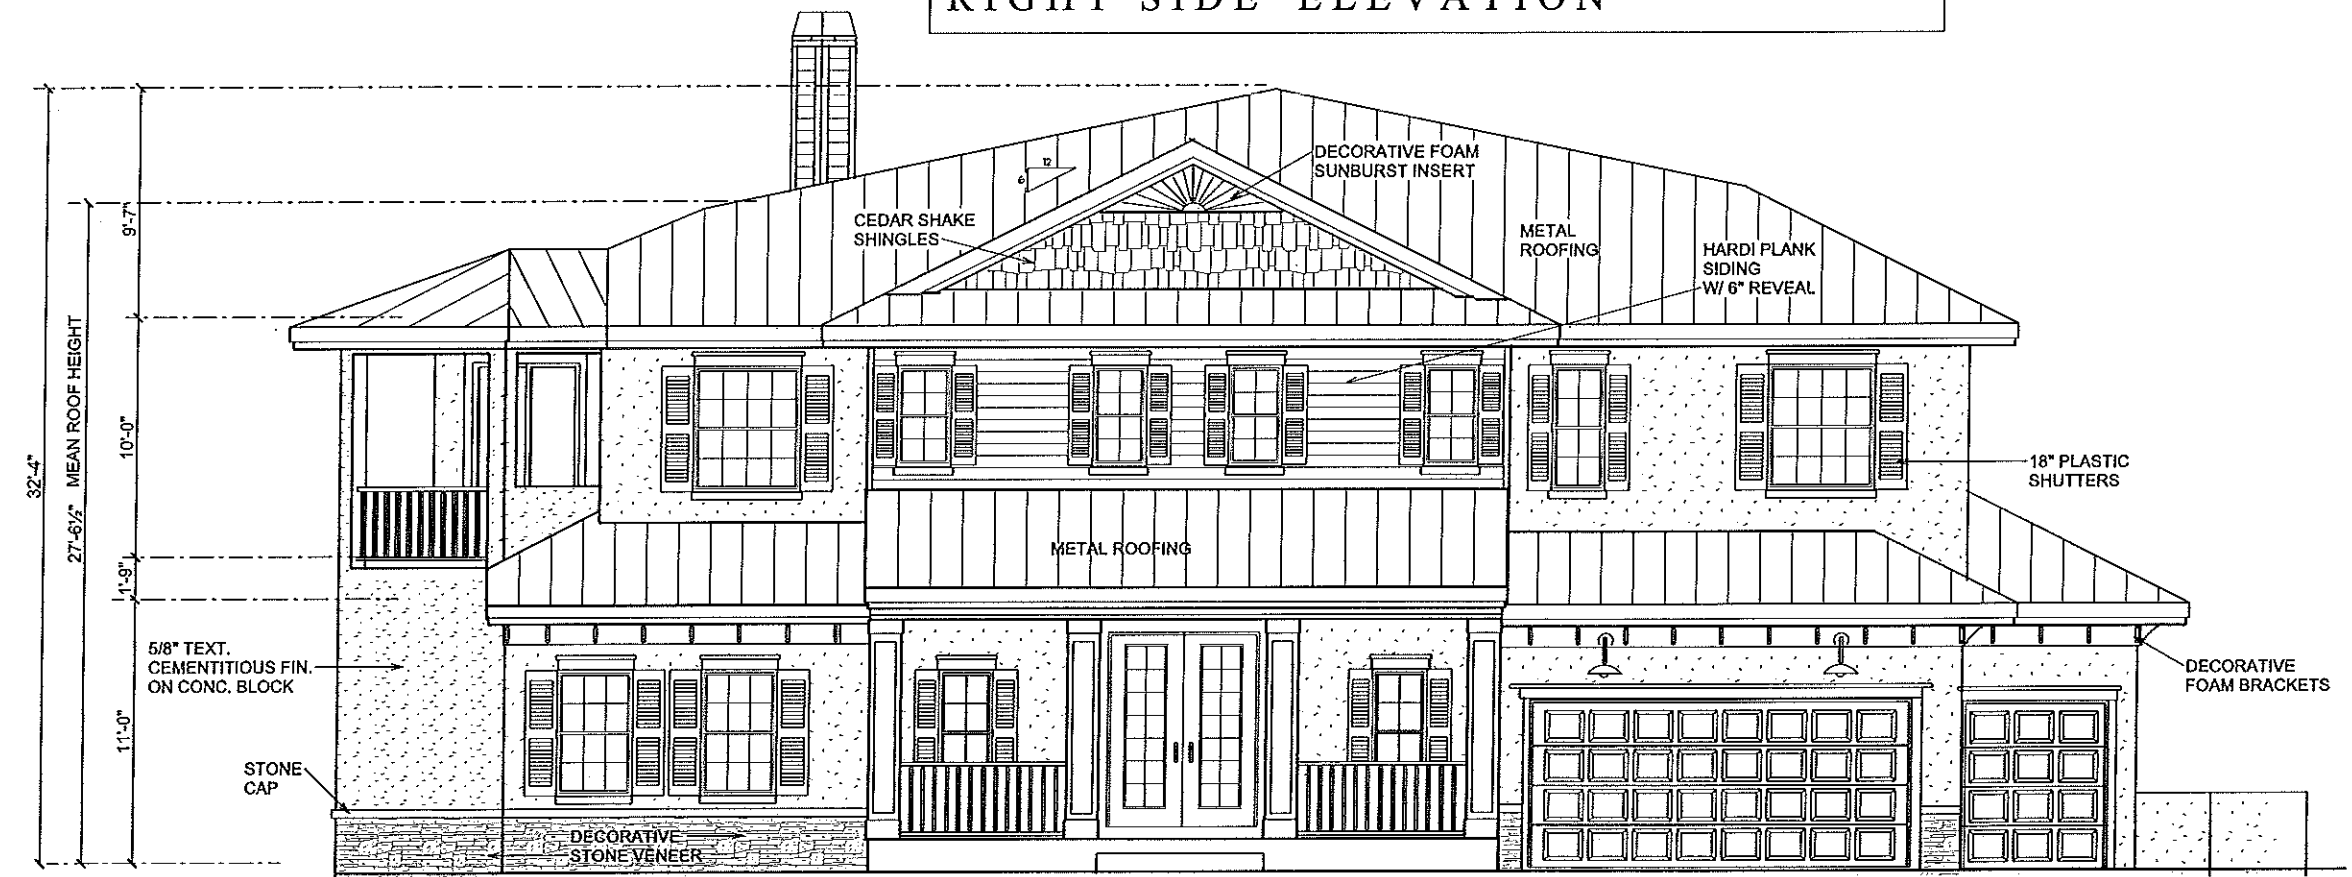 RIGHT SIDE ELEVATION
12
6
DECORATIVE FOAM
SUNBURST INSERT
CEDAR SHAKE
SHINGLES
METAL
ROOFING
HARDI PLANK
SIDING
W/ 6" REVEAL
9'-7"
10'-0"
1'-9"
11'-0"
32'-4"
27'-6½" MEAN ROOF HEIGHT
18" PLASTIC
SHUTTERS
METAL ROOFING
5/8" TEXT.
CEMENTITIOUS FIN.
ON CONC. BLOCK
DECORATIVE
FOAM BRACKETS
STONE
CAP
DECORATIVE
STONE VENEER